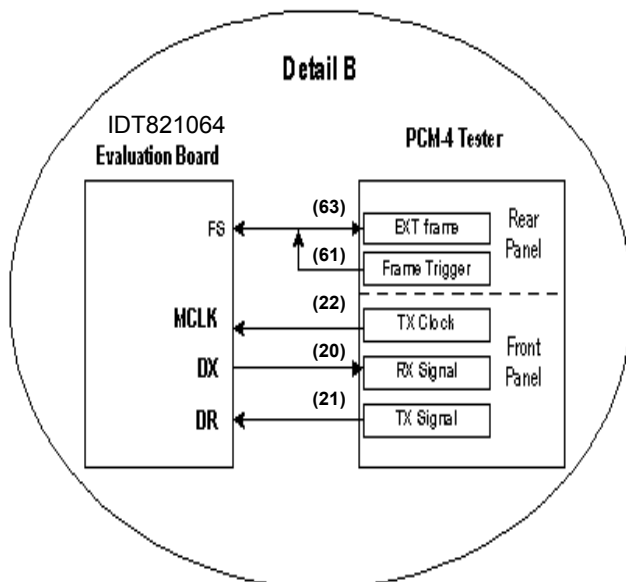 Detail B
IDT821064
Evaluation Board
PCM-4 Tester
FS
(63)
EXT frame
Rear
Panel
(61)
Frame Trigger
MCLK
(22)
TX Clock
DX
(20)
RX Signal
Front
Panel
DR
(21)
TX Signal